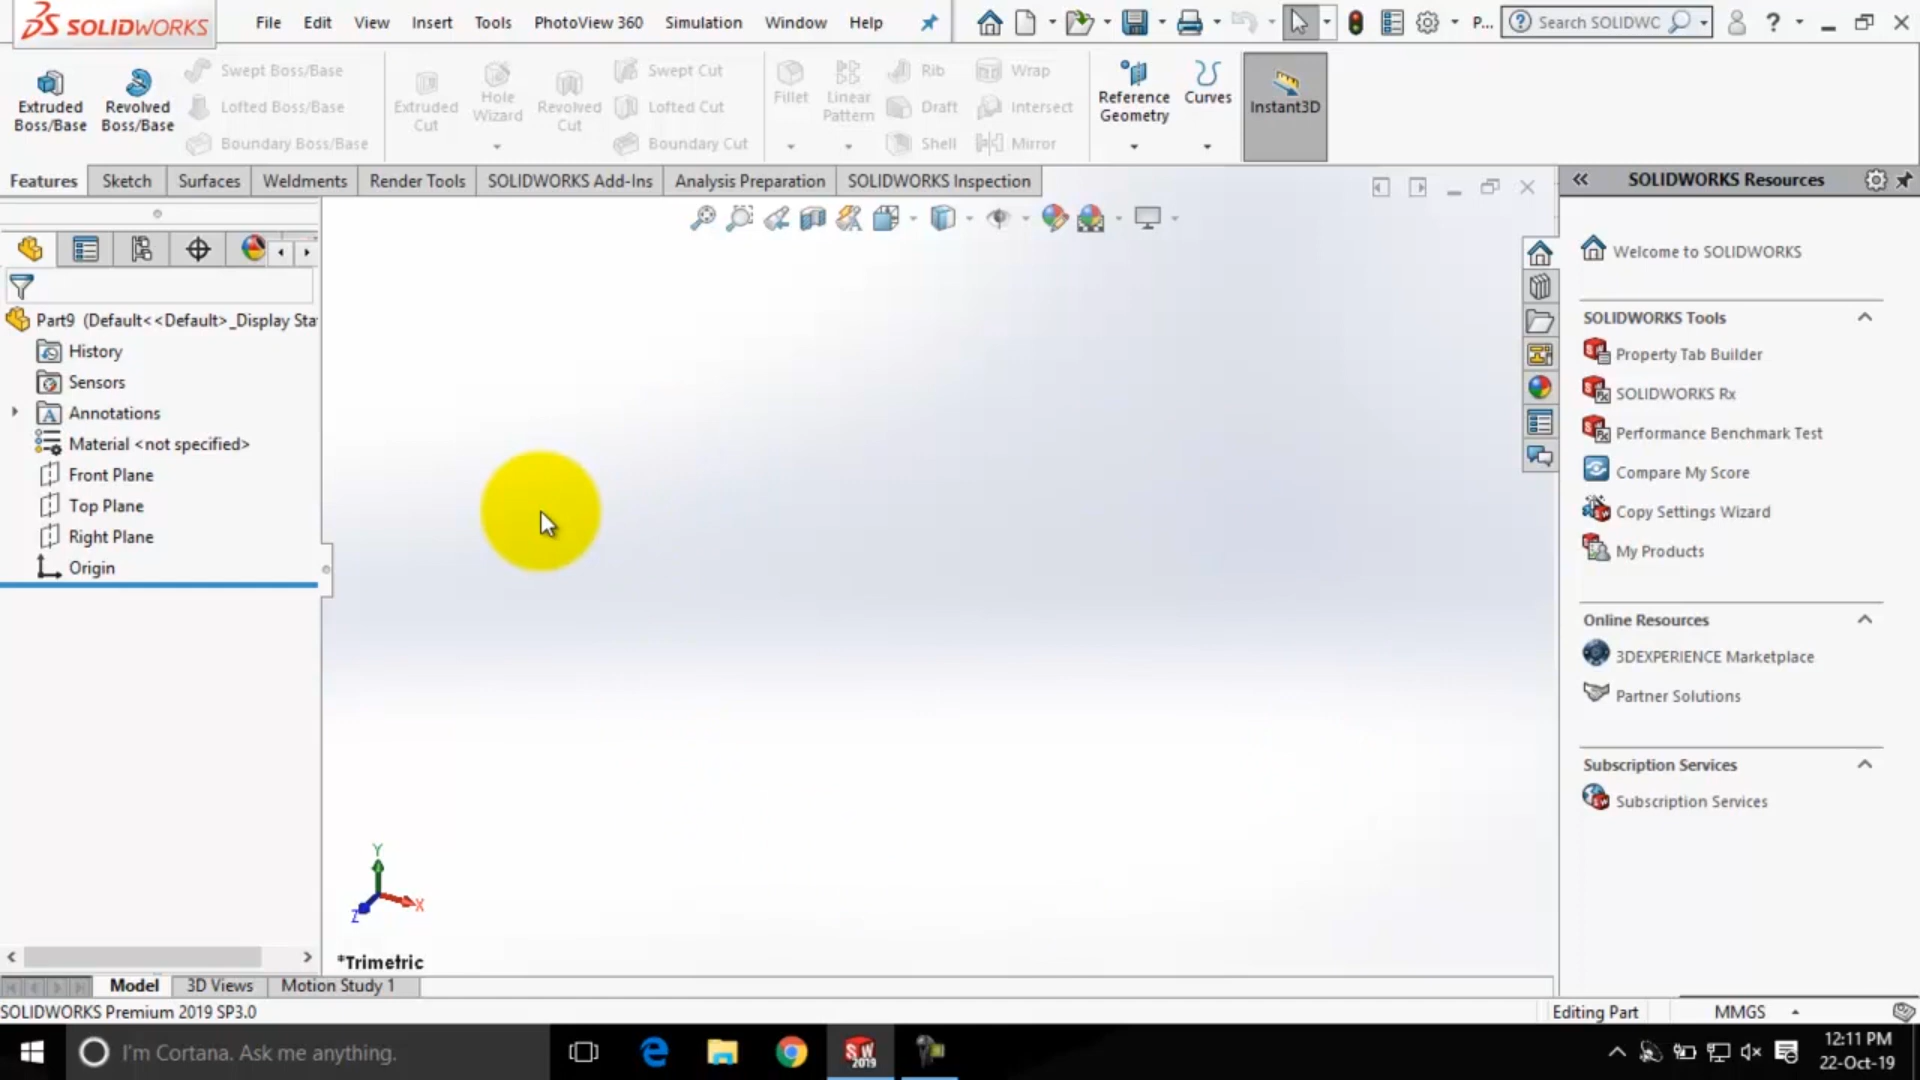 SOLIDWORKS
File Edit View Insert Tools PhotoView 360 Simulation Window Help
P... Search SOLIDWC ?
Extruded Boss/Base
Revolved Boss/Base
Swept Boss/Base
Lofted Boss/Base
Boundary Boss/Base
Extruded Cut
Hole Wizard
Revolved Cut
Swept Cut
Lofted Cut
Boundary Cut
Fillet
Linear Pattern
Rib
Draft
Shell
Wrap
Intersect
Mirror
Reference Geometry
Curves
Instant3D
Features Sketch Surfaces Weldments Render Tools SOLIDWORKS Add-Ins Analysis Preparation SOLIDWORKS Inspection
Part9 (Default<<Default>_Display Sta
History
Sensors
Annotations
Material <not specified>
Front Plane
Top Plane
Right Plane
Origin
Y
X
Z
*Trimetric
SOLIDWORKS Resources
Welcome to SOLIDWORKS
SOLIDWORKS Tools
Property Tab Builder
SOLIDWORKS Rx
Performance Benchmark Test
Compare My Score
Copy Settings Wizard
My Products
Online Resources
3DEXPERIENCE Marketplace
Partner Solutions
Subscription Services
Subscription Services
Model 3D Views Motion Study 1
SOLIDWORKS Premium 2019 SP3.0
Editing Part MMGS
I'm Cortana. Ask me anything.
SW 2019
12:11 PM
22-Oct-19